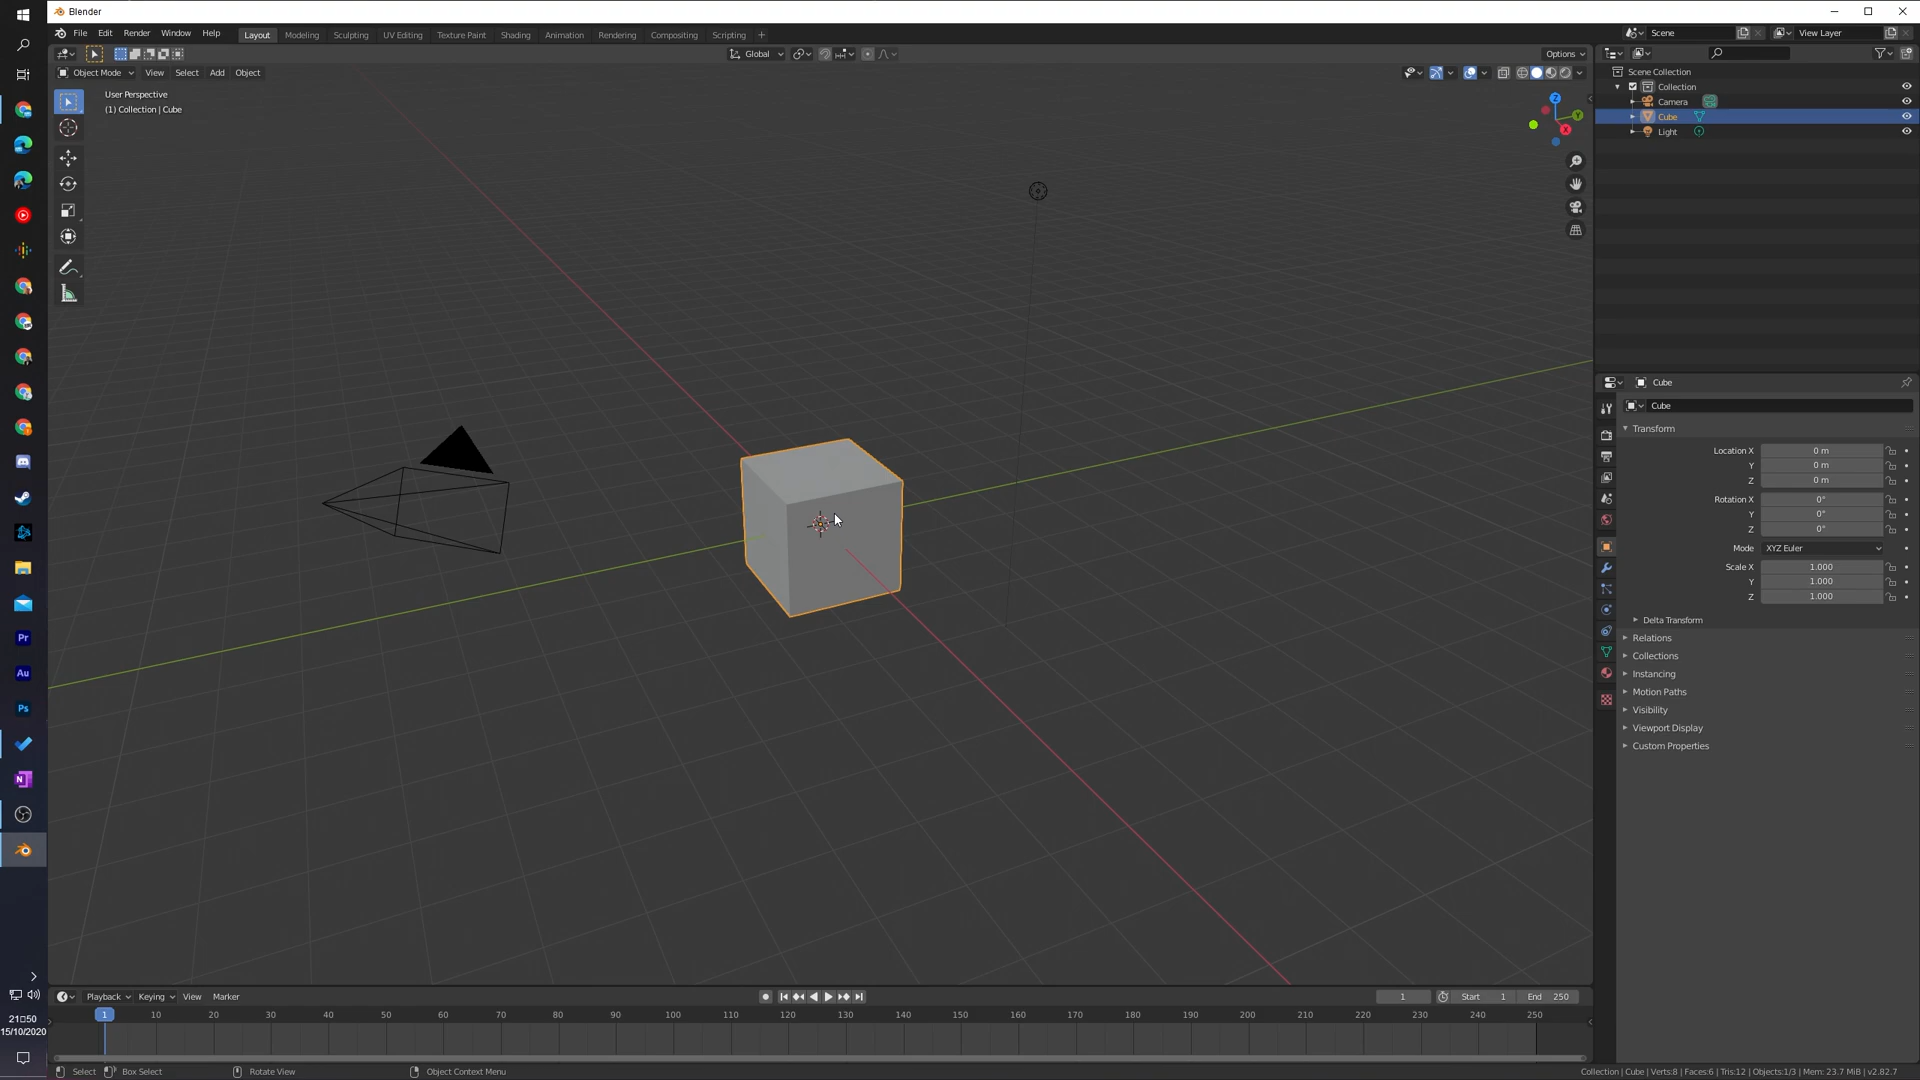 Blender
File Edit Render Window Help Layout Modeling Sculpting UV Editing Texture Paint Shading Animation Rendering Compositing Scripting + Scene View Layer
Global Options
Object Mode View Select Add Object
User Perspective
(1) Collection | Cube
Z
Y
X
Scene Collection
Collection
Camera
Cube
Light
Cube
Cube
Transform
Location X 0 m
Y 0 m
Z 0 m
Rotation X 0°
Y 0°
Z 0°
Mode XYZ Euler
Scale X 1.000
Y 1.000
Z 1.000
Delta Transform
Relations
Collections
Instancing
Motion Paths
Visibility
Viewport Display
Custom Properties
Pr
Au
Ps
N
21□50
15/10/2020
Playback Keying View Marker 1 Start 1 End 250
1 10 20 30 40 50 60 70 80 90 100 110 120 130 140 150 160 170 180 190 200 210 220 230 240 250
Select Box Select Rotate View Object Context Menu Collection | Cube | Verts:8 | Faces:6 | Tris:12 | Objects:1/3 | Mem: 23.7 MiB | v2.82.7